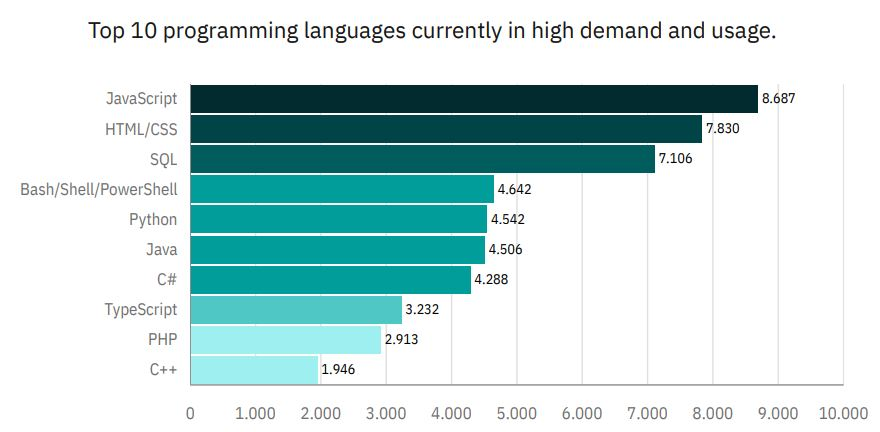 Top 10 programming languages currently in high demand and usage.
JavaScript 8.687
HTML/CSS 7.830
SQL 7.106
Bash/Shell/PowerShell 4.642
Python 4.542
Java 4.506
C# 4.288
TypeScript 3.232
PHP 2.913
C++ 1.946
0 1.000 2.000 3.000 4.000 5.000 6.000 7.000 8.000 9.000 10.000